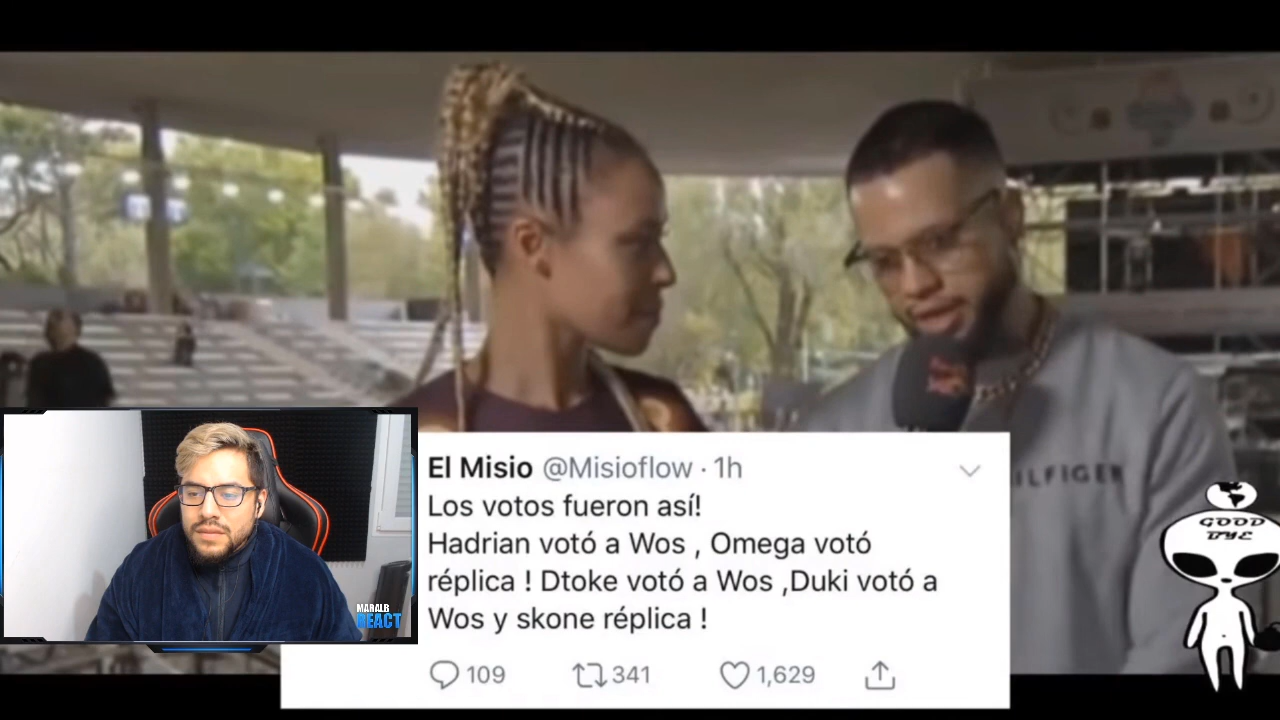 ILFIGER
El Misio @Misioflow · 1h
Los votos fueron así!
Hadrian votó a Wos , Omega votó
réplica ! Dtoke votó a Wos ,Duki votó a
Wos y skone réplica !
109 341 1,629
MARALB
REACT
GOOD
BYE